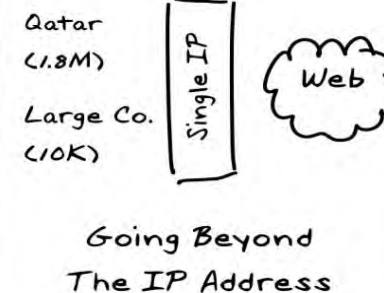 Qatar
(1.8M)
Large Co.
(10K)
Single IP
Web
Going Beyond
The IP Address